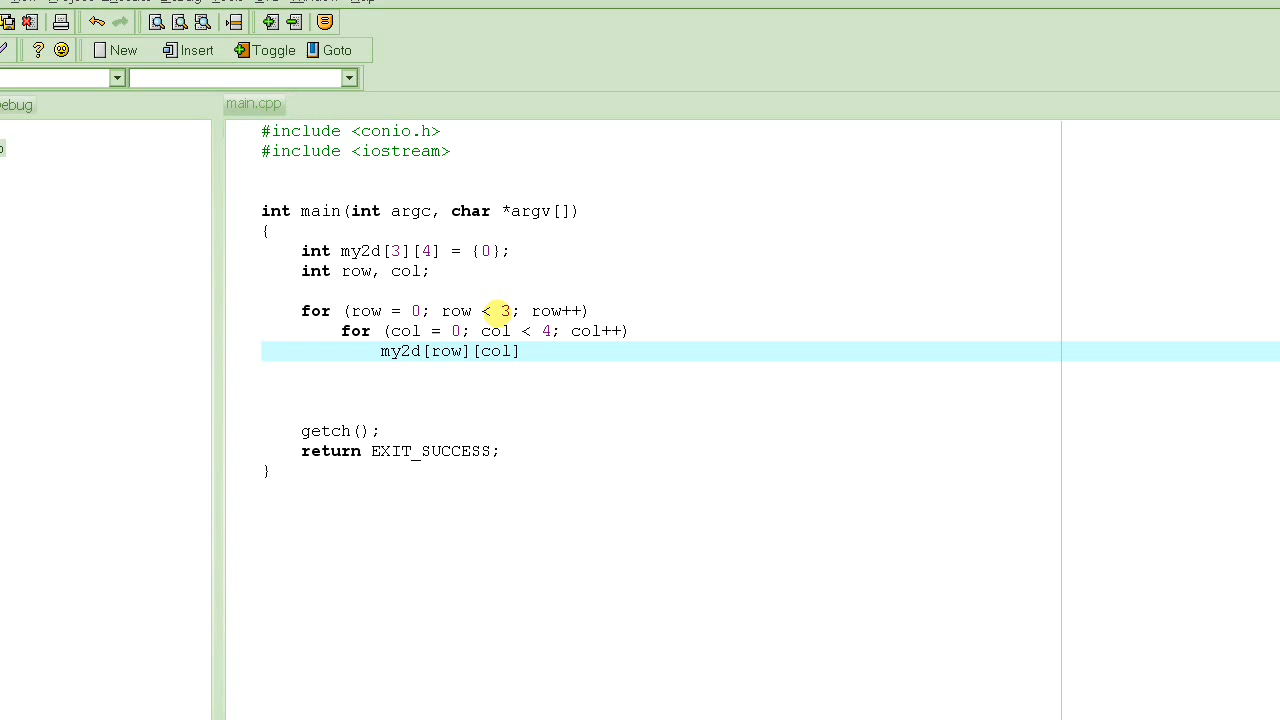 New Insert Toggle Goto
Debug
main.cpp
#include <conio.h>
#include <iostream>
int main(int argc, char *argv[])
{
int my2d[3][4] = {0};
int row, col;
for (row = 0; row < 3; row++)
for (col = 0; col < 4; col++)
my2d[row][col]
getch();
return EXIT_SUCCESS;
}